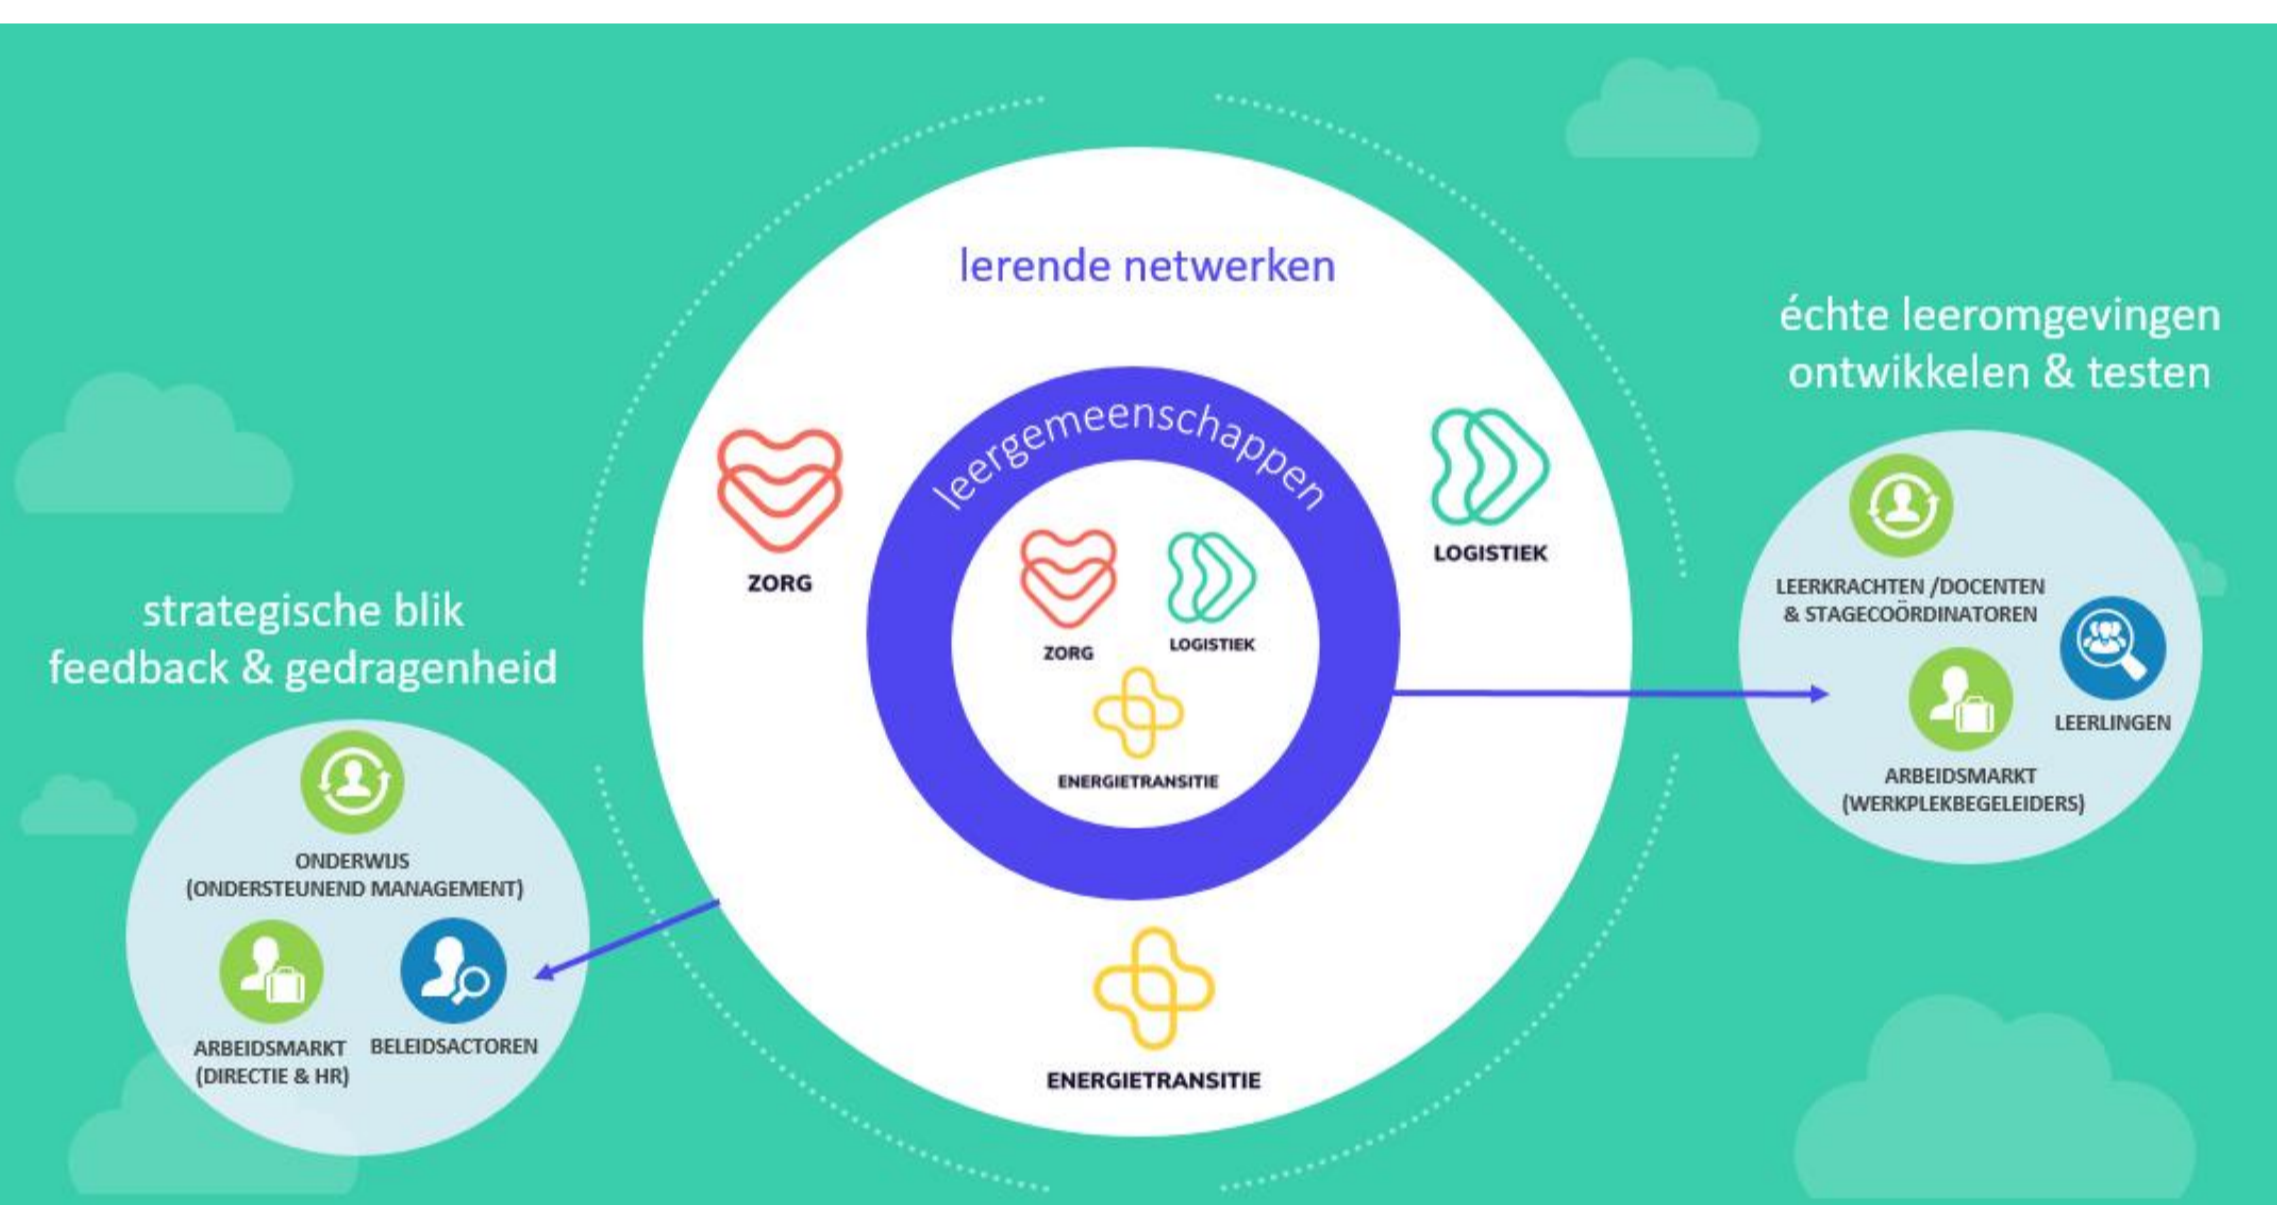 lerende netwerken
leergemeenschappen
ZORG
LOGISTIEK
ZORG
LOGISTIEK
ENERGIETRANSITIE
ENERGIETRANSITIE
strategische blik
feedback & gedragenheid
ONDERWIJS
(ONDERSTEUNEND MANAGEMENT)
ARBEIDSMARKT
(DIRECTIE & HR)
BELEIDSACTOREN
échte leeromgevingen
ontwikkelen & testen
LEERKRACHTEN /DOCENTEN
& STAGECOÖRDINATOREN
LEERLINGEN
ARBEIDSMARKT
(WERKPLEKBEGELEIDERS)